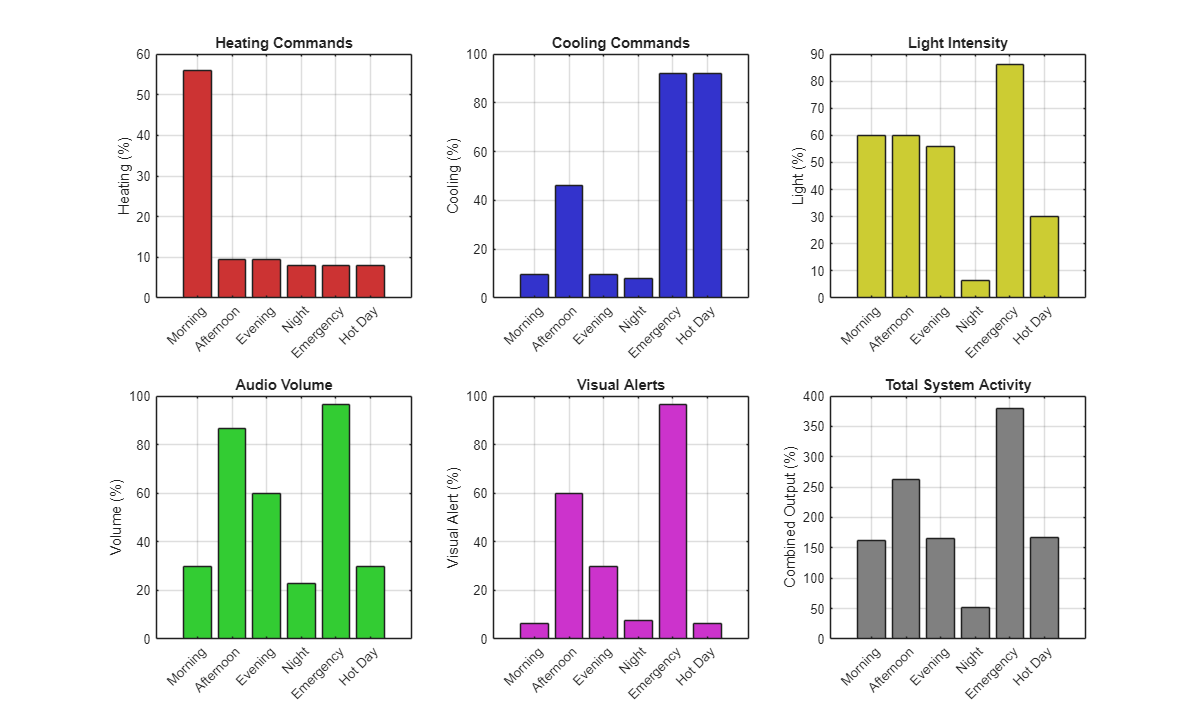 Heating Commands
Heating (%)
60
50
40
30
20
10
0
Morning
Afternoon
Evening
Night
Emergency
Hot Day
Cooling Commands
Cooling (%)
100
80
60
40
20
0
Morning
Afternoon
Evening
Night
Emergency
Hot Day
Light Intensity
Light (%)
90
80
70
60
50
40
30
20
10
0
Morning
Afternoon
Evening
Night
Emergency
Hot Day
Audio Volume
Volume (%)
100
80
60
40
20
0
Morning
Afternoon
Evening
Night
Emergency
Hot Day
Visual Alerts
Visual Alert (%)
100
80
60
40
20
0
Morning
Afternoon
Evening
Night
Emergency
Hot Day
Total System Activity
Combined Output (%)
400
350
300
250
200
150
100
50
0
Morning
Afternoon
Evening
Night
Emergency
Hot Day